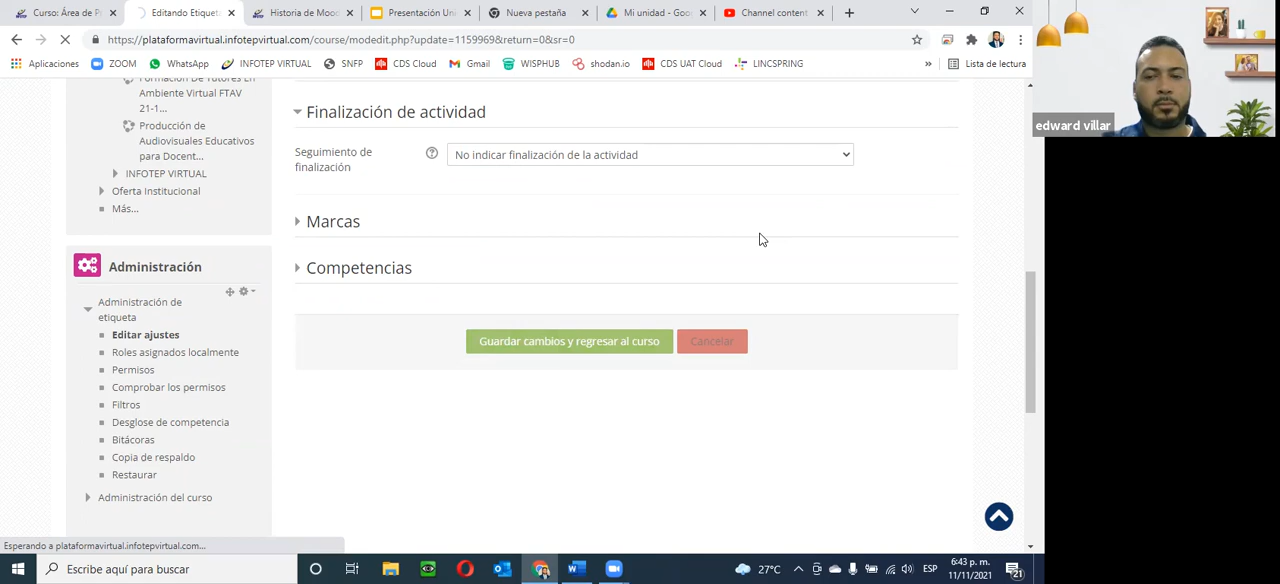 Curso: Área de P
Editando Etique
Historia de Mood
Presentación Uni
Nueva pestaña
Mi unidad - Goo
Channel content
https://plataformavirtual.infotepvirtual.com/course/modedit.php?update=1159969&return=0&sr=0
Aplicaciones ZOOM WhatsApp INFOTEP VIRTUAL SNFP CDS Cloud Gmail WISPHUB shodan.io CDS UAT Cloud LINCSPRING » Lista de lectura
edward villar
Formación De Tutores En
Ambiente Virtual FTAV
21-1...
Producción de
Audiovisuales Educativos
para Docent...
INFOTEP VIRTUAL
Oferta Institucional
Más...
Administración
Administración de
etiqueta
Editar ajustes
Roles asignados localmente
Permisos
Comprobar los permisos
Filtros
Desglose de competencia
Bitácoras
Copia de respaldo
Restaurar
Administración del curso
Finalización de actividad
Seguimiento de
finalización
No indicar finalización de la actividad
Marcas
Competencias
Guardar cambios y regresar al curso
Cancelar
Esperando a plataformavirtual.infotepvirtual.com...
Escribe aquí para buscar
27°C
ESP
6:43 p. m.
11/11/2021
21